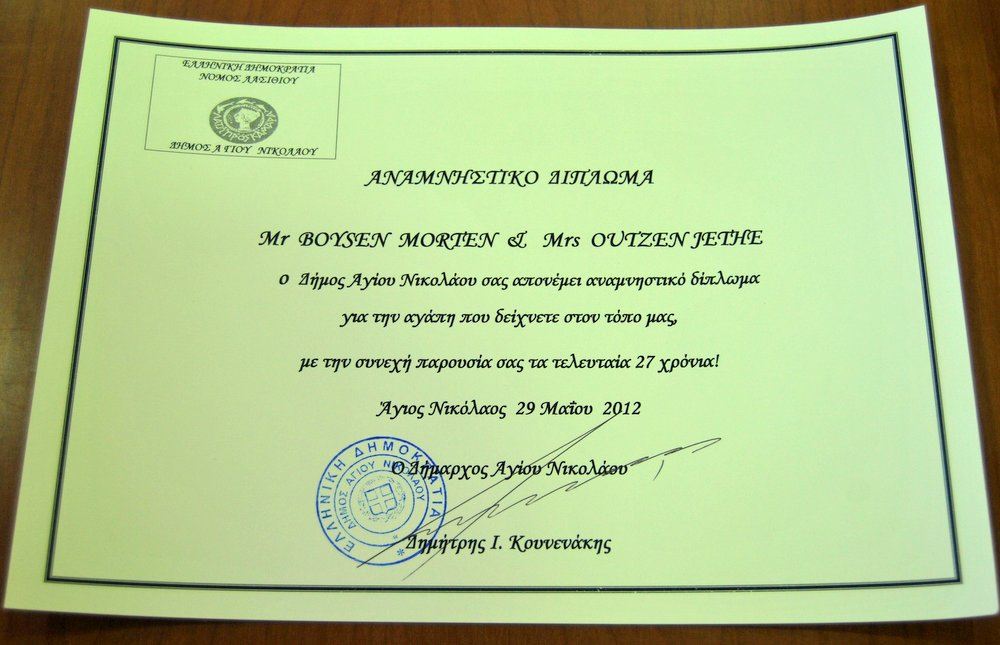 ΕΛΛΗΝΙΚΗ ΔΗΜΟΚΡΑΤΙΑ
ΝΟΜΟΣ ΛΑΣΙΘΙΟΥ
ΔΗΜΟΣ ΑΓΙΟΥ ΝΙΚΟΛΑΟΥ
ΑΝΑΜΝΗΣΤΙΚΟ ΔΙΠΛΩΜΑ
Mr BOYSEN MORTEN & Mrs OUTZEN JETHE
Ο Δήμος Αγίου Νικολάου σας απονέμει αναμνηστικό δίπλωμα
για την αγάπη που δείχνετε στον τόπο μας,
με την συνεχή παρουσία σας τα τελευταία 27 χρόνια!
Άγιος Νικόλαος 29 Μαΐου 2012
Ο Δήμαρχος Αγίου Νικολάου
ΕΛΛΗΝΙΚΗ ΔΗΜΟΚΡΑΤΙΑ
ΔΗΜΟΣ ΑΓΙΟΥ ΝΙΚΟΛΑΟΥ
Δημήτρης Ι. Κουνενάκης